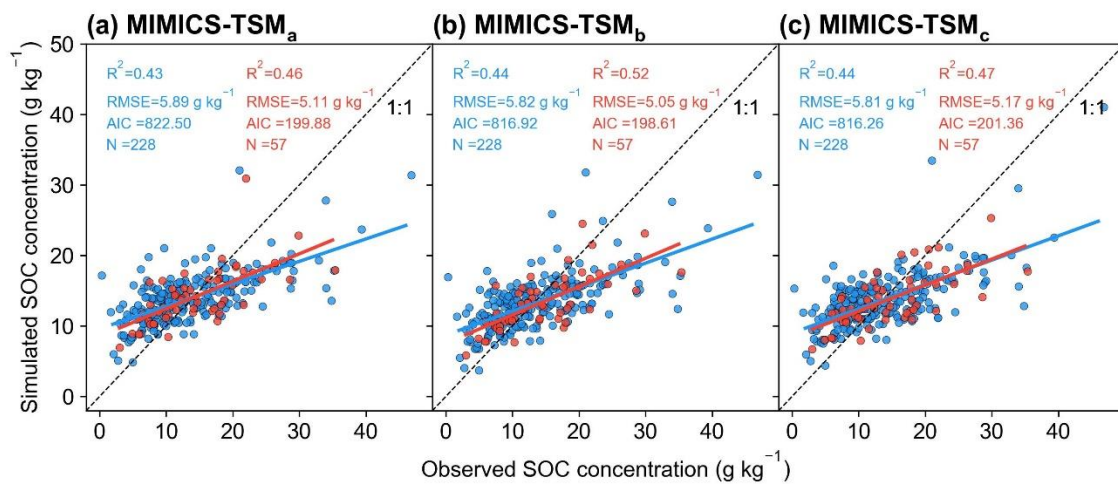 (a) MIMICS-TSMa
(b) MIMICS-TSMb
(c) MIMICS-TSMc
Simulated SOC concentration (g kg⁻¹)
50
40
30
20
10
0
R²=0.43
RMSE=5.89 g kg⁻¹
AIC =822.50
N =228
R²=0.46
RMSE=5.11 g kg⁻¹
AIC =199.88
N =57
1:1
R²=0.44
RMSE=5.82 g kg⁻¹
AIC =816.92
N =228
R²=0.52
RMSE=5.05 g kg⁻¹
AIC =198.61
N =57
1:1
R²=0.44
RMSE=5.81 g kg⁻¹
AIC =816.26
N =228
R²=0.47
RMSE=5.17 g kg⁻¹
AIC =201.36
N =57
1:1
0 10 20 30 40
0 10 20 30 40
0 10 20 30 40
Observed SOC concentration (g kg⁻¹)